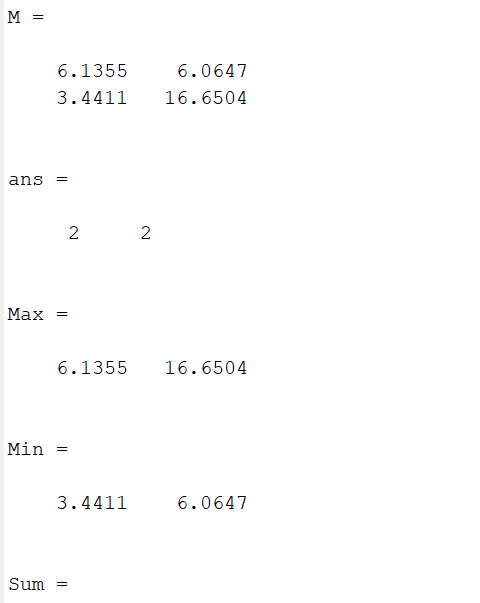 M =
6.1355 6.0647
3.4411 16.6504
ans =
2 2
Max =
6.1355 16.6504
Min =
3.4411 6.0647
Sum =